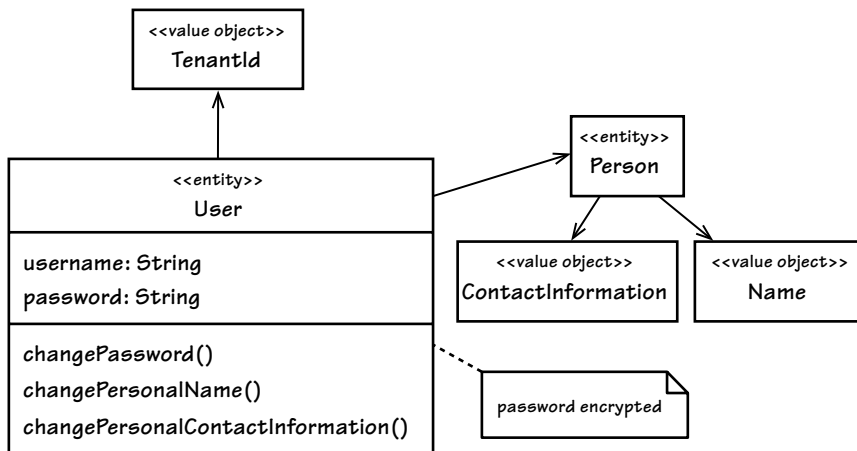 <<value object>>
TenantId
<<entity>>
Person
<<entity>>
User
username: String
password: String
changePassword()
changePersonalName()
changePersonalContactInformation()
<<value object>>
ContactInformation
<<value object>>
Name
password encrypted